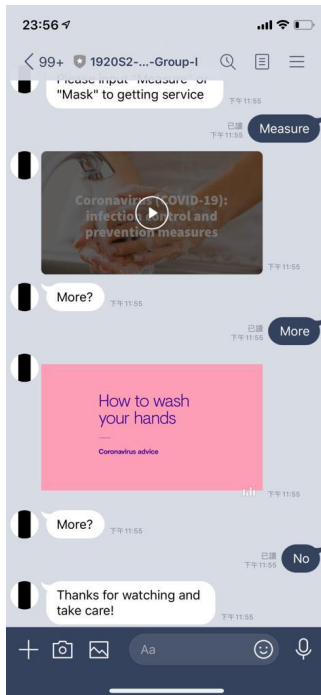 23:56
99+ 1920S2-...-Group-I
Please input "Measure" or
"Mask" to getting service
下午11:55
已讀
下午11:55
Measure
Coronavirus (COVID-19):
infection control and
prevention measures
下午11:55
More?
下午11:55
已讀
下午11:55
More
How to wash
your hands
Coronavirus advice
下午11:55
More?
下午11:55
已讀
下午11:55
No
Thanks for watching and
take care!
下午11:55
Aa